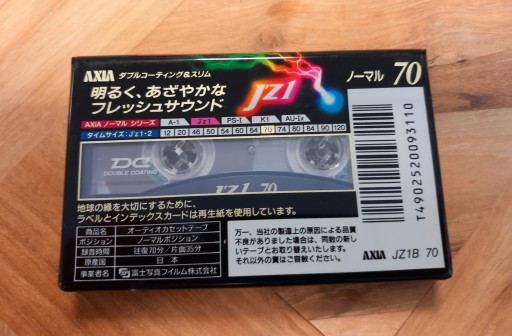 AXIA ダブルコーティング&スリム
明るく、あざやかな
フレッシュサウンド
Jz1
ノーマル 70
AXIA ノーマル シリーズ A-1 J'z1 PS-I K1 AU-Ix
タイムサイズ:J'z1・2 12 20 46 50 54 60 64 70 74 80 84 90 120
DC
DOUBLE COATING
JZ1 70
地球の緑を大切にするために、
ラベルとインデックスカードは再生紙を使用しています。
商品名 オーディオカセットテープ
ポジション ノーマルポジション
録音時間 往復70分/片面35分
原産国 日本
事業者名 富士写真フイルム株式会社
T4902520093110
万一、当社の製造上の原因による品質
不良がありました場合は、同数の新し
いテープとお取り替えいたします。
それ以外の責はご容赦ください。
AXIA JZ1B 70